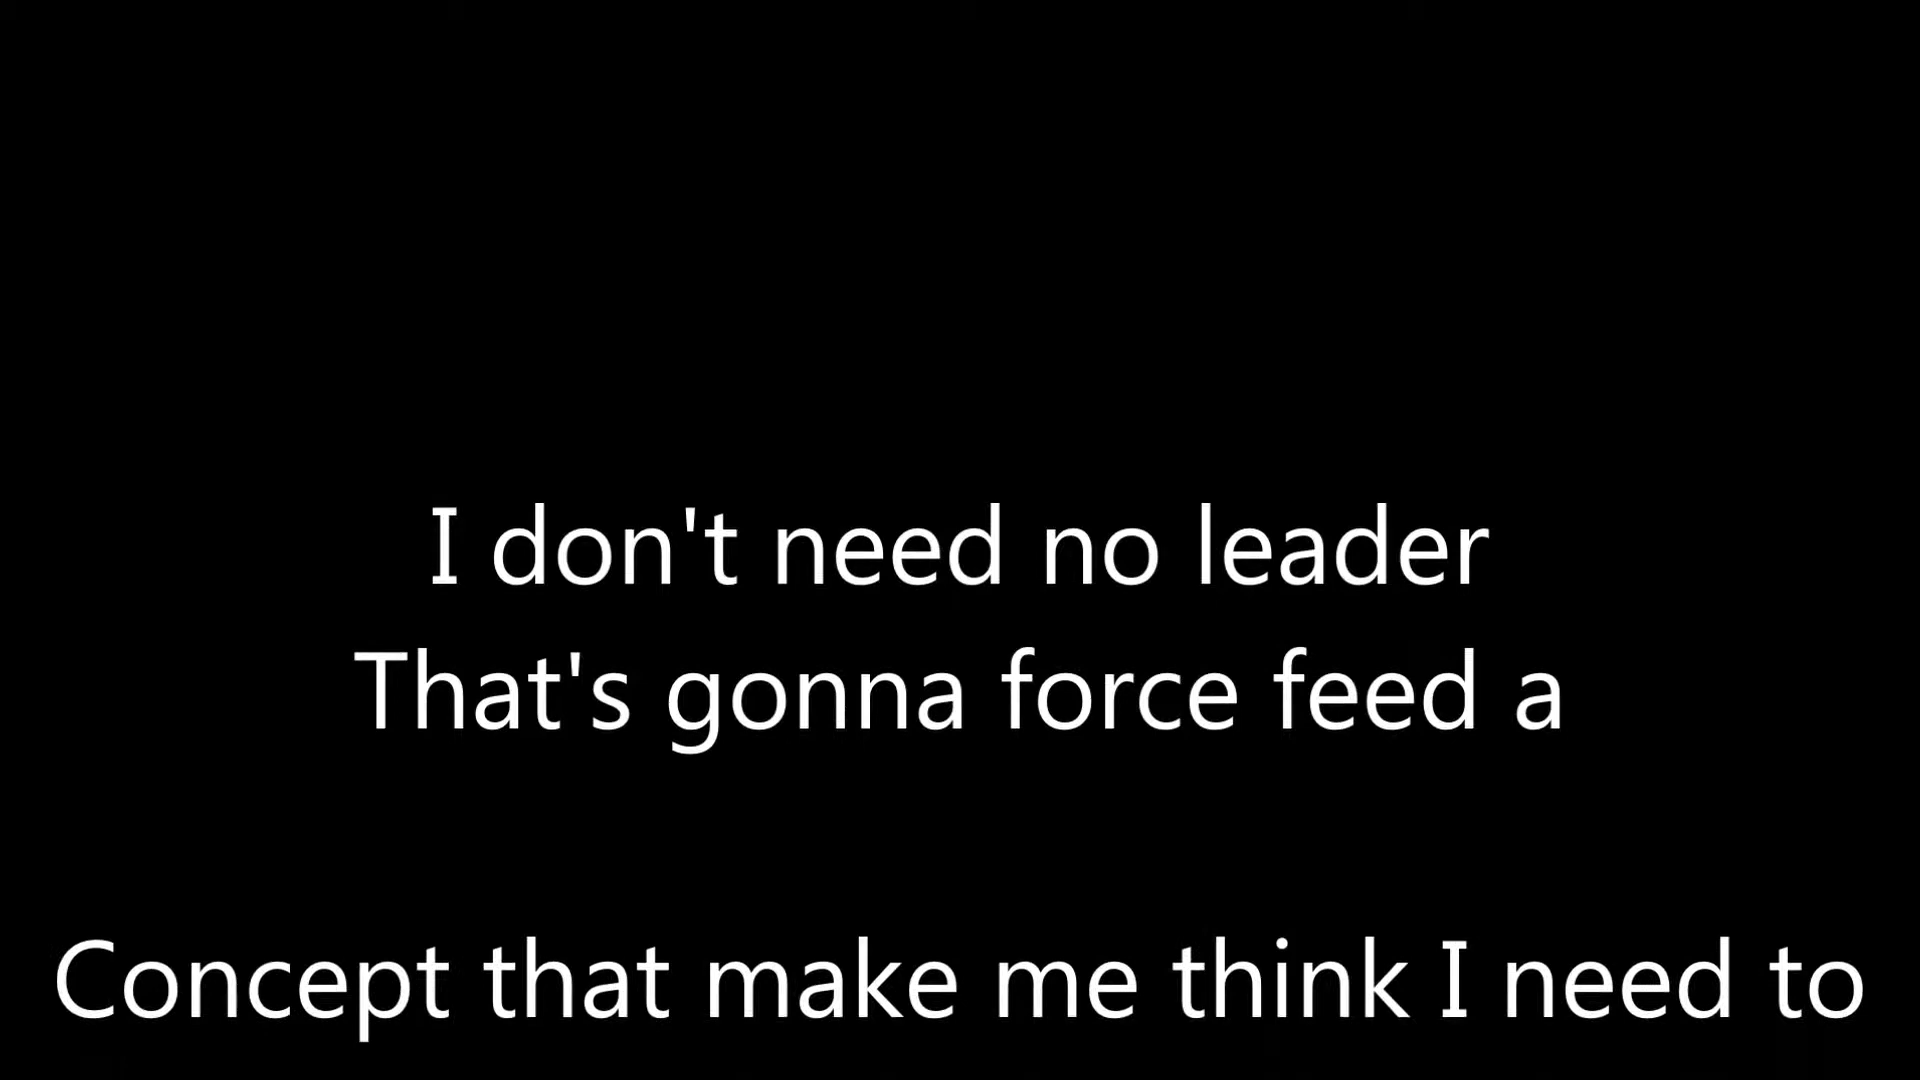 I don't need no leader
That's gonna force feed a
Concept that make me think I need to